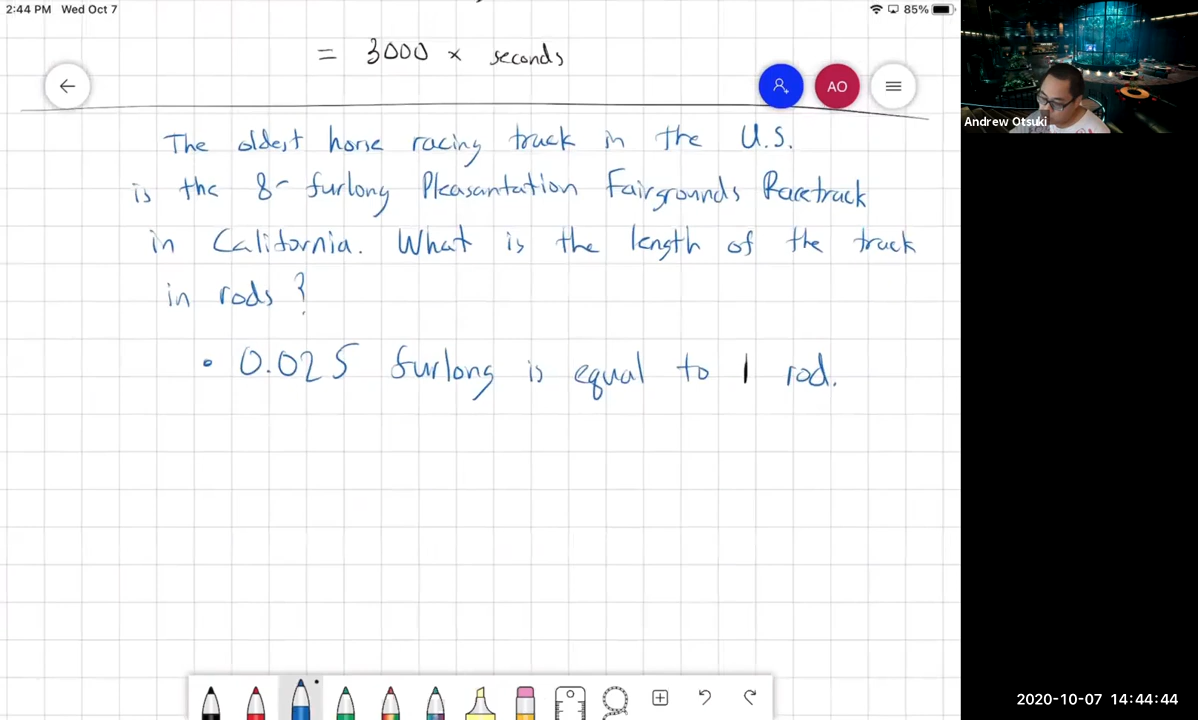 2:44 PM Wed Oct 7
85%
= 3000 × seconds
AO
Andrew Otsuki
The oldest horse racing track in the U.S.
is the 8- furlong Pleasantation Fairgrounds Racetrack
in California. What is the length of the track
in rods?
• 0.025 furlong is equal to 1 rod.
2020-10-07 14:44:44